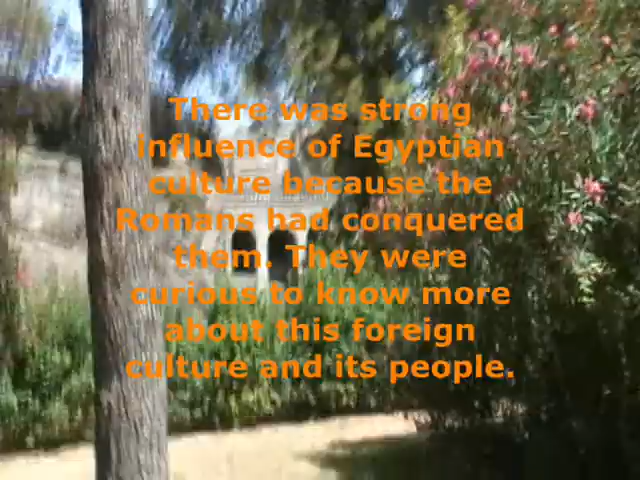 There was strong
influence of Egyptian
culture because the
Romans had conquered
them. They were
curious to know more
about this foreign
culture and its people.